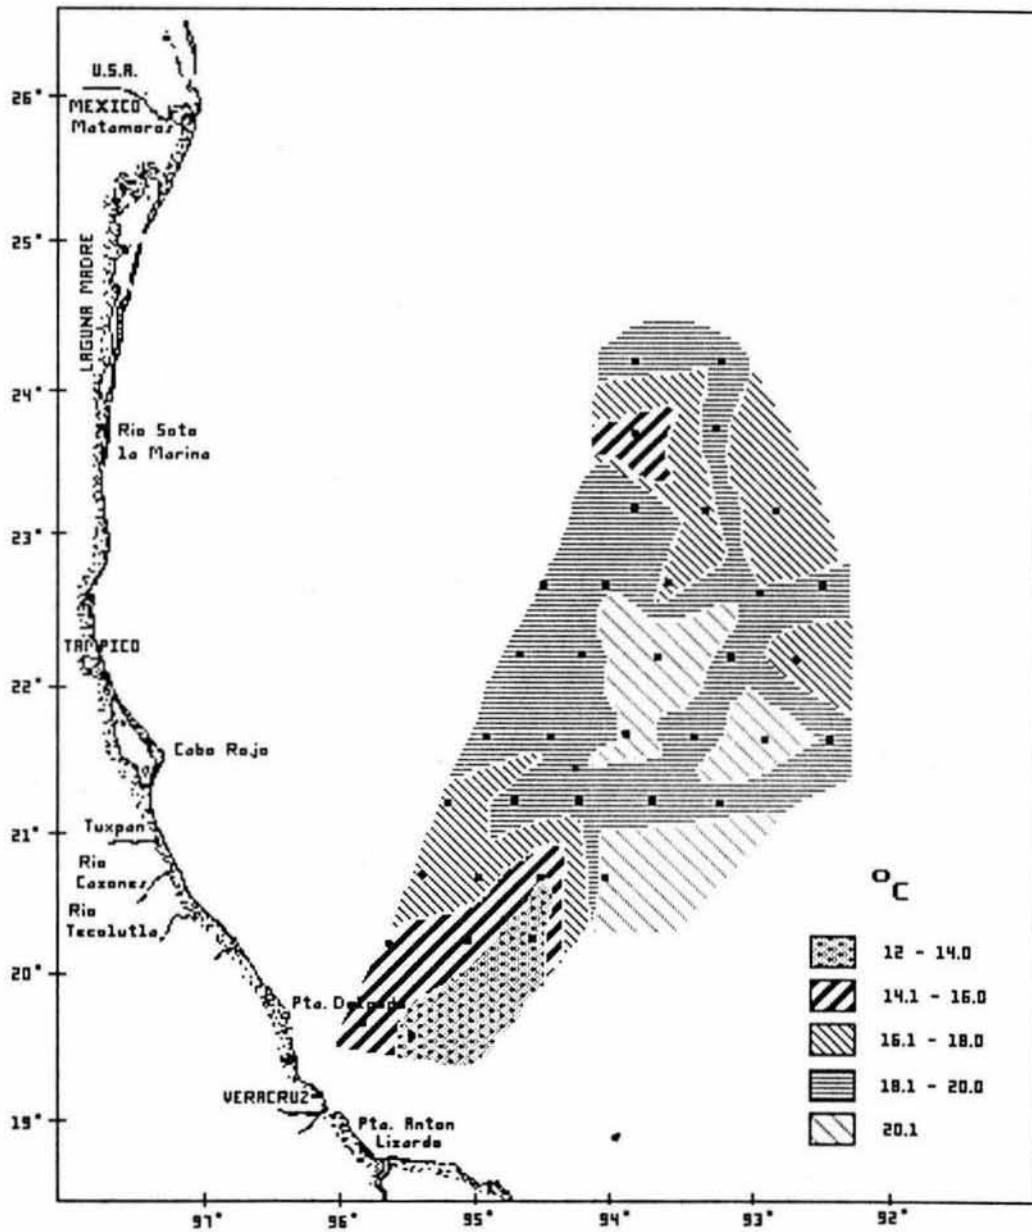 U.S.A.
26°
MEXICO
Matamoros
25°
LAGUNA MADRE
24°
Rio Soto
la Marina
23°
TAMPICO
22°
Cabo Rojo
Tuxpan
21°
Rio
Cazones
Rio
Tecolutla
20°
Pta. Delgada
VERACRUZ
19°
Pta. Anton
Lizardo
°C
12 - 14.0
14.1 - 16.0
16.1 - 18.0
18.1 - 20.0
20.1
97°
96°
95°
94°
93°
92°